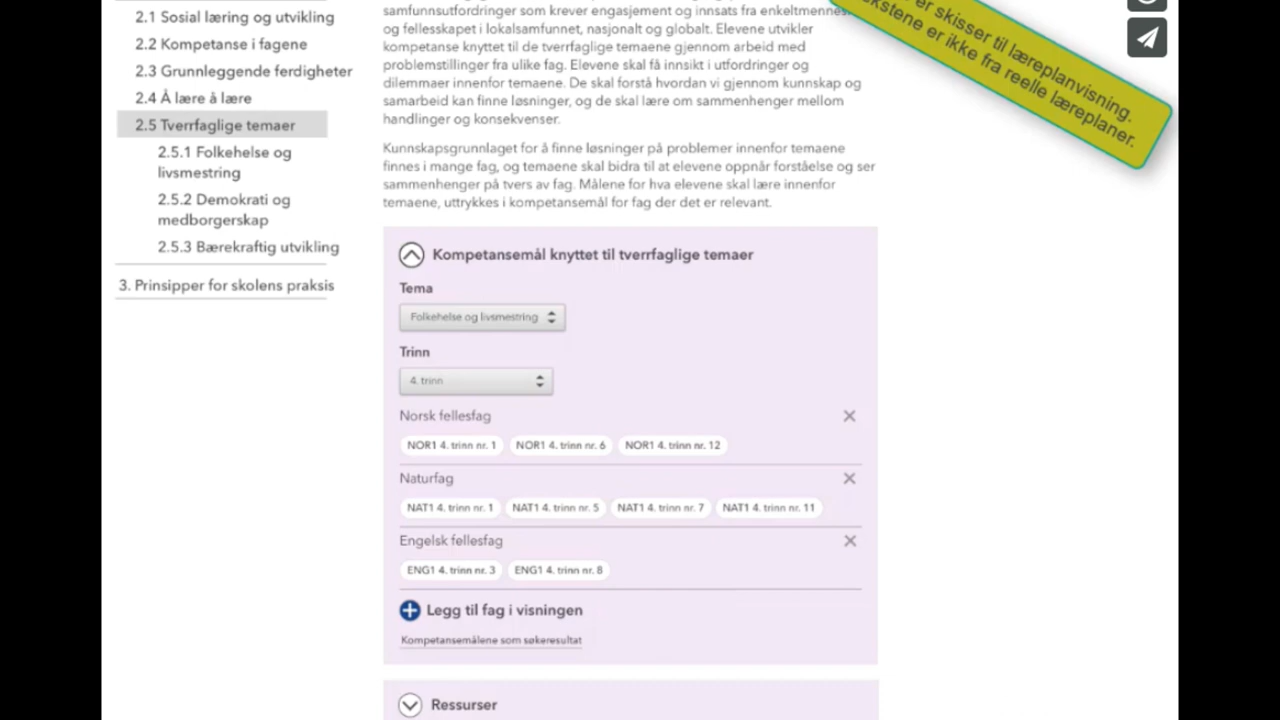 2.1 Sosial læring og utvikling
2.2 Kompetanse i fagene
2.3 Grunnleggende ferdigheter
2.4 Å lære å lære
2.5 Tverrfaglige temaer
2.5.1 Folkehelse og
livsmestring
2.5.2 Demokrati og
medborgerskap
2.5.3 Bærekraftig utvikling
3. Prinsipper for skolens praksis
samfunnsutfordringer som krever engasjement og innsats fra
og fellesskapet i lokalsamfunnet, nasjonalt og globalt. Elevene utvikler
kompetanse knyttet til de tverrfaglige temaene gjennom arbeid med
problemstillinger fra ulike fag. Elevene skal få innsikt i utfordringer og
dilemmaer innenfor temaene. De skal forstå hvordan vi gjennom kunnskap og
samarbeid kan finne løsninger, og de skal lære om sammenhenger mellom
handlinger og konsekvenser.
Kunnskapsgrunnlaget for å finne løsninger på problemer innenfor temaene
finnes i mange fag, og temaene skal bidra til at elevene oppnår forståelse og ser
sammenhenger på tvers av fag. Målene for hva elevene skal lære innenfor
temaene, uttrykkes i kompetansemål for fag der det er relevant.
er skisser til læreplanvisning.
er ikke fra reelle læreplaner.
Kompetansemål knyttet til tverrfaglige temaer
Tema
Folkehelse og livsmestring
Trinn
4. trinn
Norsk fellesfag
NOR1 4. trinn nr. 1 NOR1 4. trinn nr. 6 NOR1 4. trinn nr. 12
Naturfag
NAT1 4. trinn nr. 1 NAT1 4. trinn nr. 5 NAT1 4. trinn nr. 7 NAT1 4. trinn nr. 11
Engelsk fellesfag
ENG1 4. trinn nr. 3 ENG1 4. trinn nr. 8
Legg til fag i visningen
Kompetansemålene som søkeresultat
Ressurser